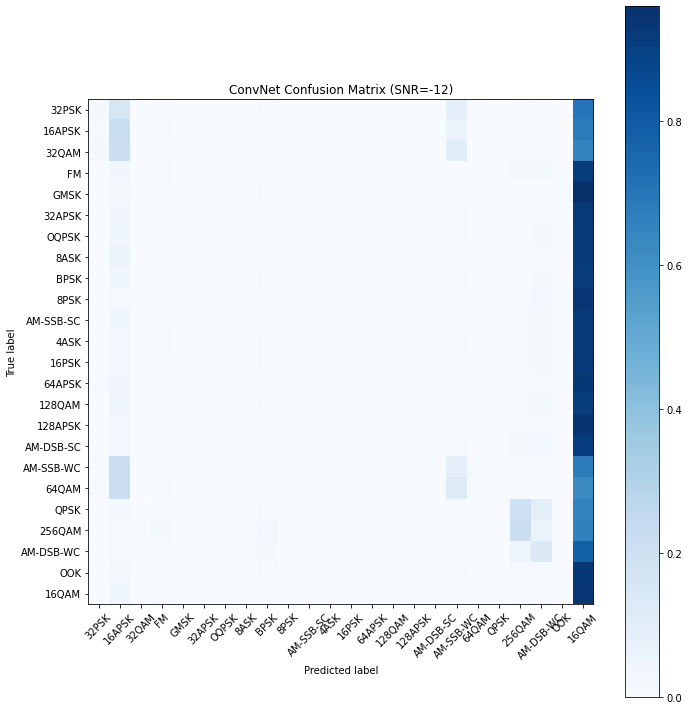 ConvNet Confusion Matrix (SNR=-12)
True label
32PSK
16APSK
32QAM
FM
GMSK
32APSK
OQPSK
8ASK
BPSK
8PSK
AM-SSB-SC
4ASK
16PSK
64APSK
128QAM
128APSK
AM-DSB-SC
AM-SSB-WC
64QAM
QPSK
256QAM
AM-DSB-WC
OOK
16QAM
32PSK
16APSK
32QAM
FM
GMSK
32APSK
OQPSK
8ASK
BPSK
8PSK
AM-SSB-SC
4ASK
16PSK
64APSK
128QAM
128APSK
AM-DSB-SC
AM-SSB-WC
64QAM
QPSK
256QAM
AM-DSB-WC
OOK
16QAM
Predicted label
0.8
0.6
0.4
0.2
0.0